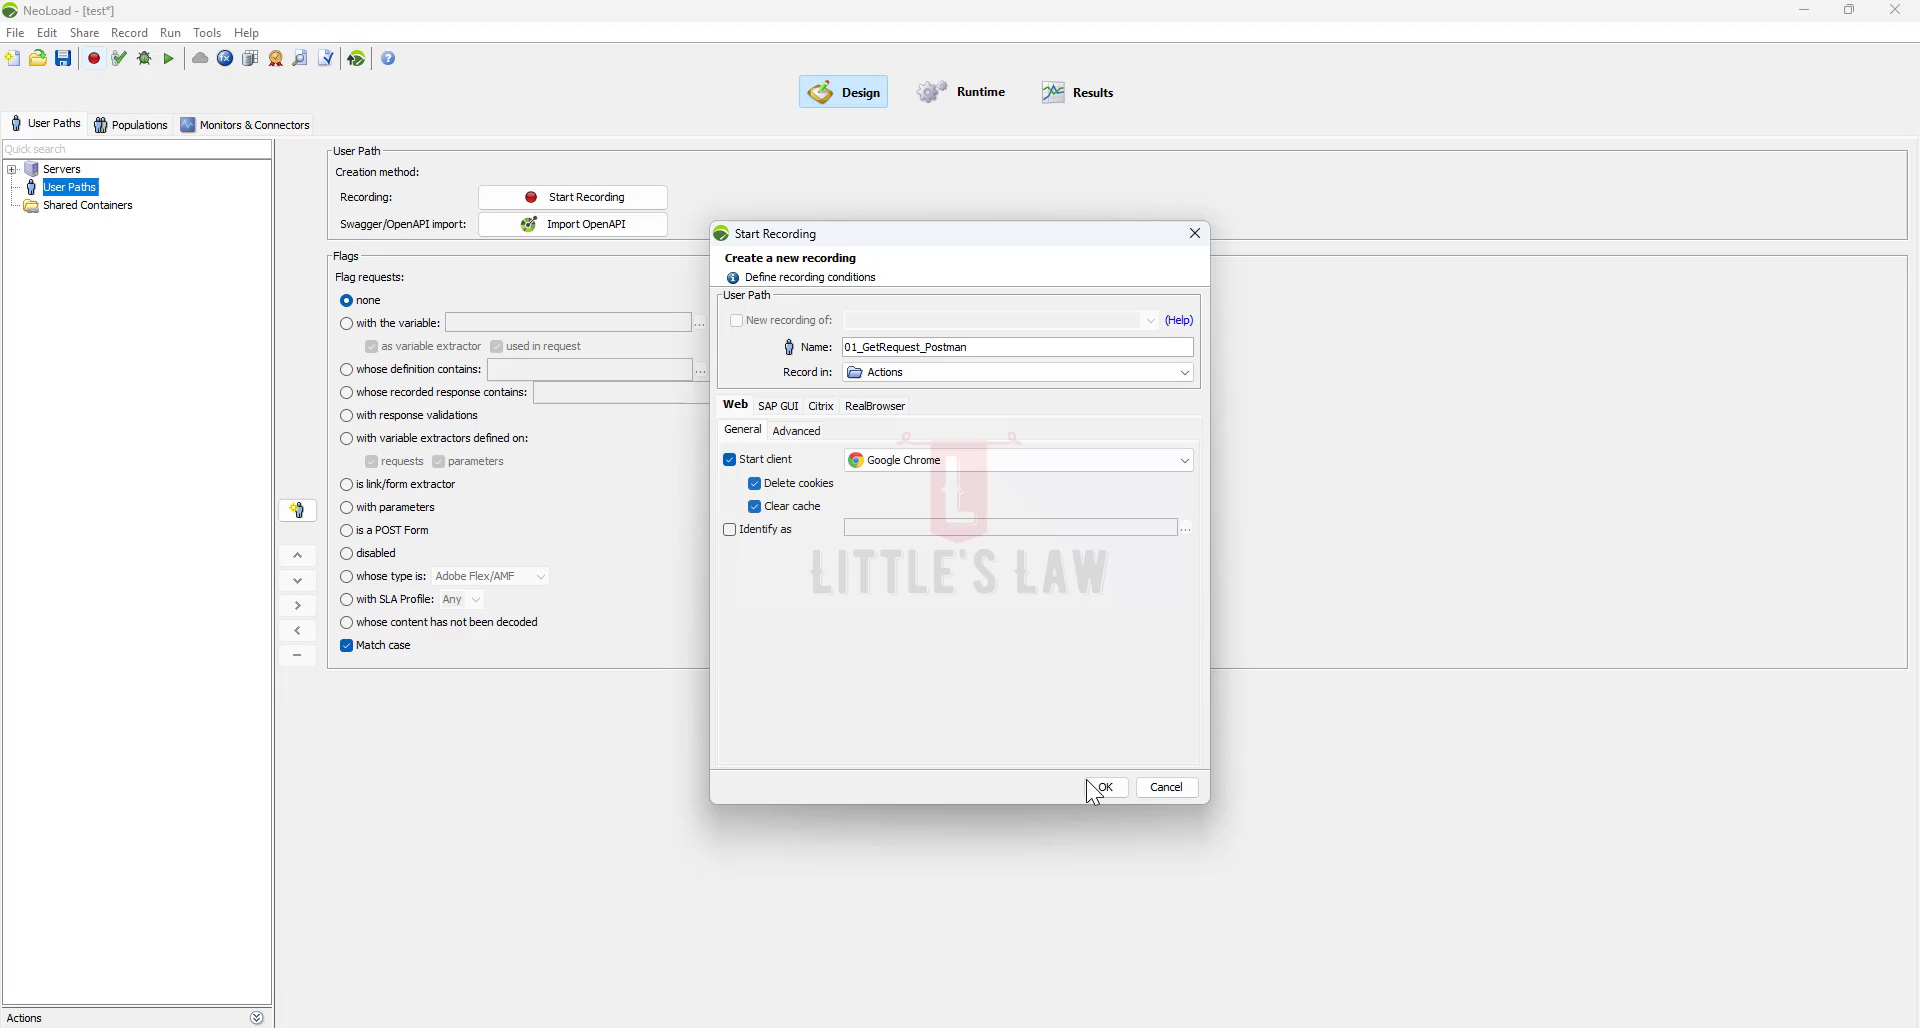 NeoLoad - [test*]
File Edit Share Record Run Tools Help
Design Runtime Results
User Paths Populations Monitors & Connectors
Quick search
Servers
User Paths
Shared Containers
User Path
Creation method:
Recording: Start Recording
Swagger/OpenAPI import: Import OpenAPI
Flags
Flag requests:
none
with the variable: ...
as variable extractor used in request
whose definition contains: ...
whose recorded response contains:
with response validations
with variable extractors defined on:
requests parameters
is link/form extractor
with parameters
is a POST Form
disabled
whose type is: Adobe Flex/AMF
with SLA Profile: Any
whose content has not been decoded
Match case
Start Recording
Create a new recording
Define recording conditions
User Path
New recording of: (Help)
Name: 01_GetRequest_Postman
Record in: Actions
Web SAP GUI Citrix RealBrowser
General Advanced
Start client Google Chrome
Delete cookies
Clear cache
Identify as ...
L
LITTLE'S LAW
OK Cancel
Actions